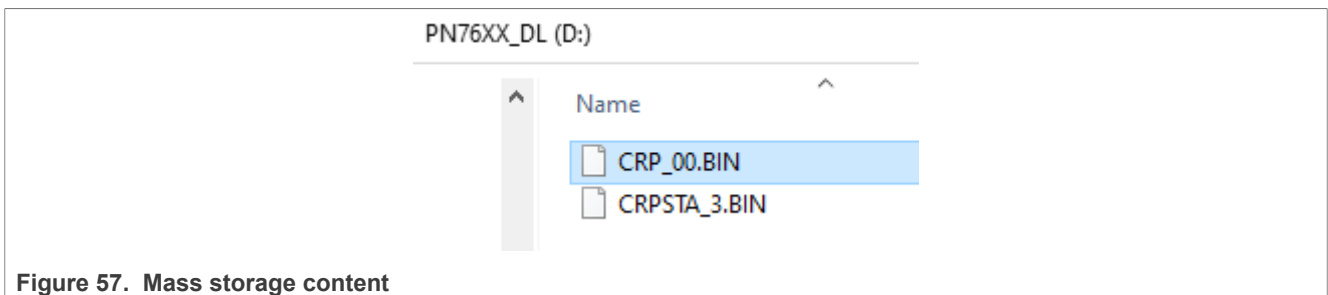 PN76XX_DL (D:)
Name
CRP_00.BIN
CRPSTA_3.BIN
Figure 57. Mass storage content